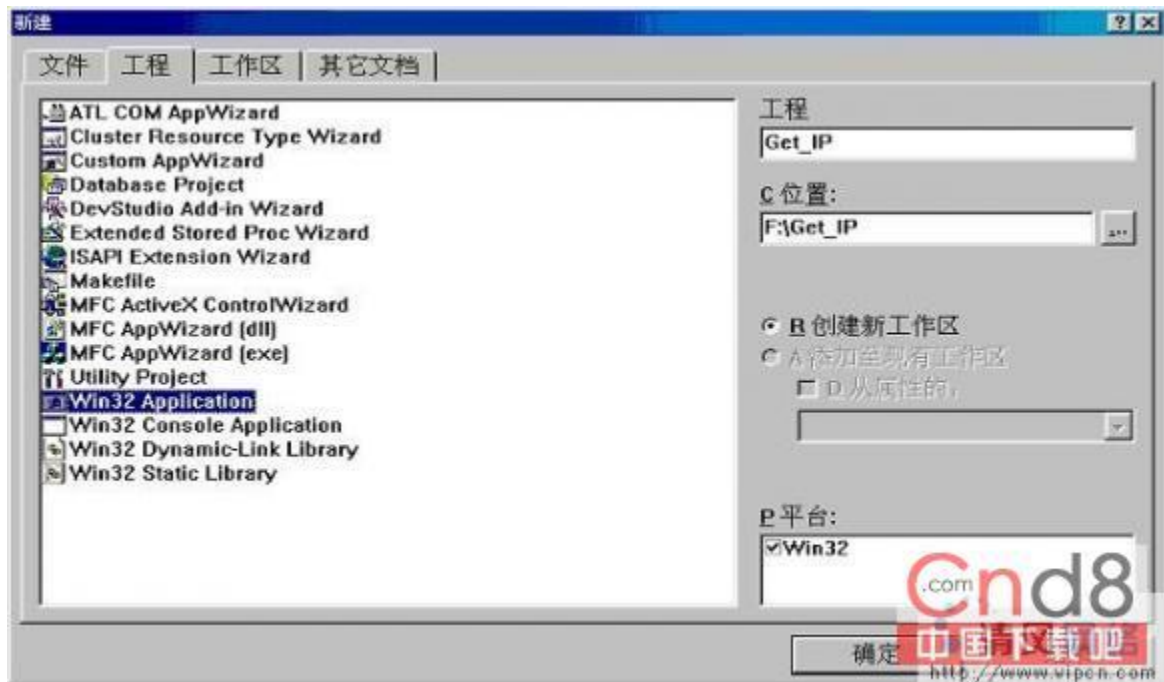 新建
文件 工程 工作区 其它文档
ATL COM AppWizard
Cluster Resource Type Wizard
Custom AppWizard
Database Project
DevStudio Add-in Wizard
Extended Stored Proc Wizard
ISAPI Extension Wizard
Makefile
MFC ActiveX ControlWizard
MFC AppWizard (dll)
MFC AppWizard (exe)
Utility Project
Win32 Application
Win32 Console Application
Win32 Dynamic-Link Library
Win32 Static Library
工程
Get_IP
C 位置:
F:\Get_IP
...
R 创建新工作区
A 添加至现有工作区
D 从属性的,
P 平台:
Win32
确定
Cnd8
.com
中国下载吧
http://www.vipcn.com